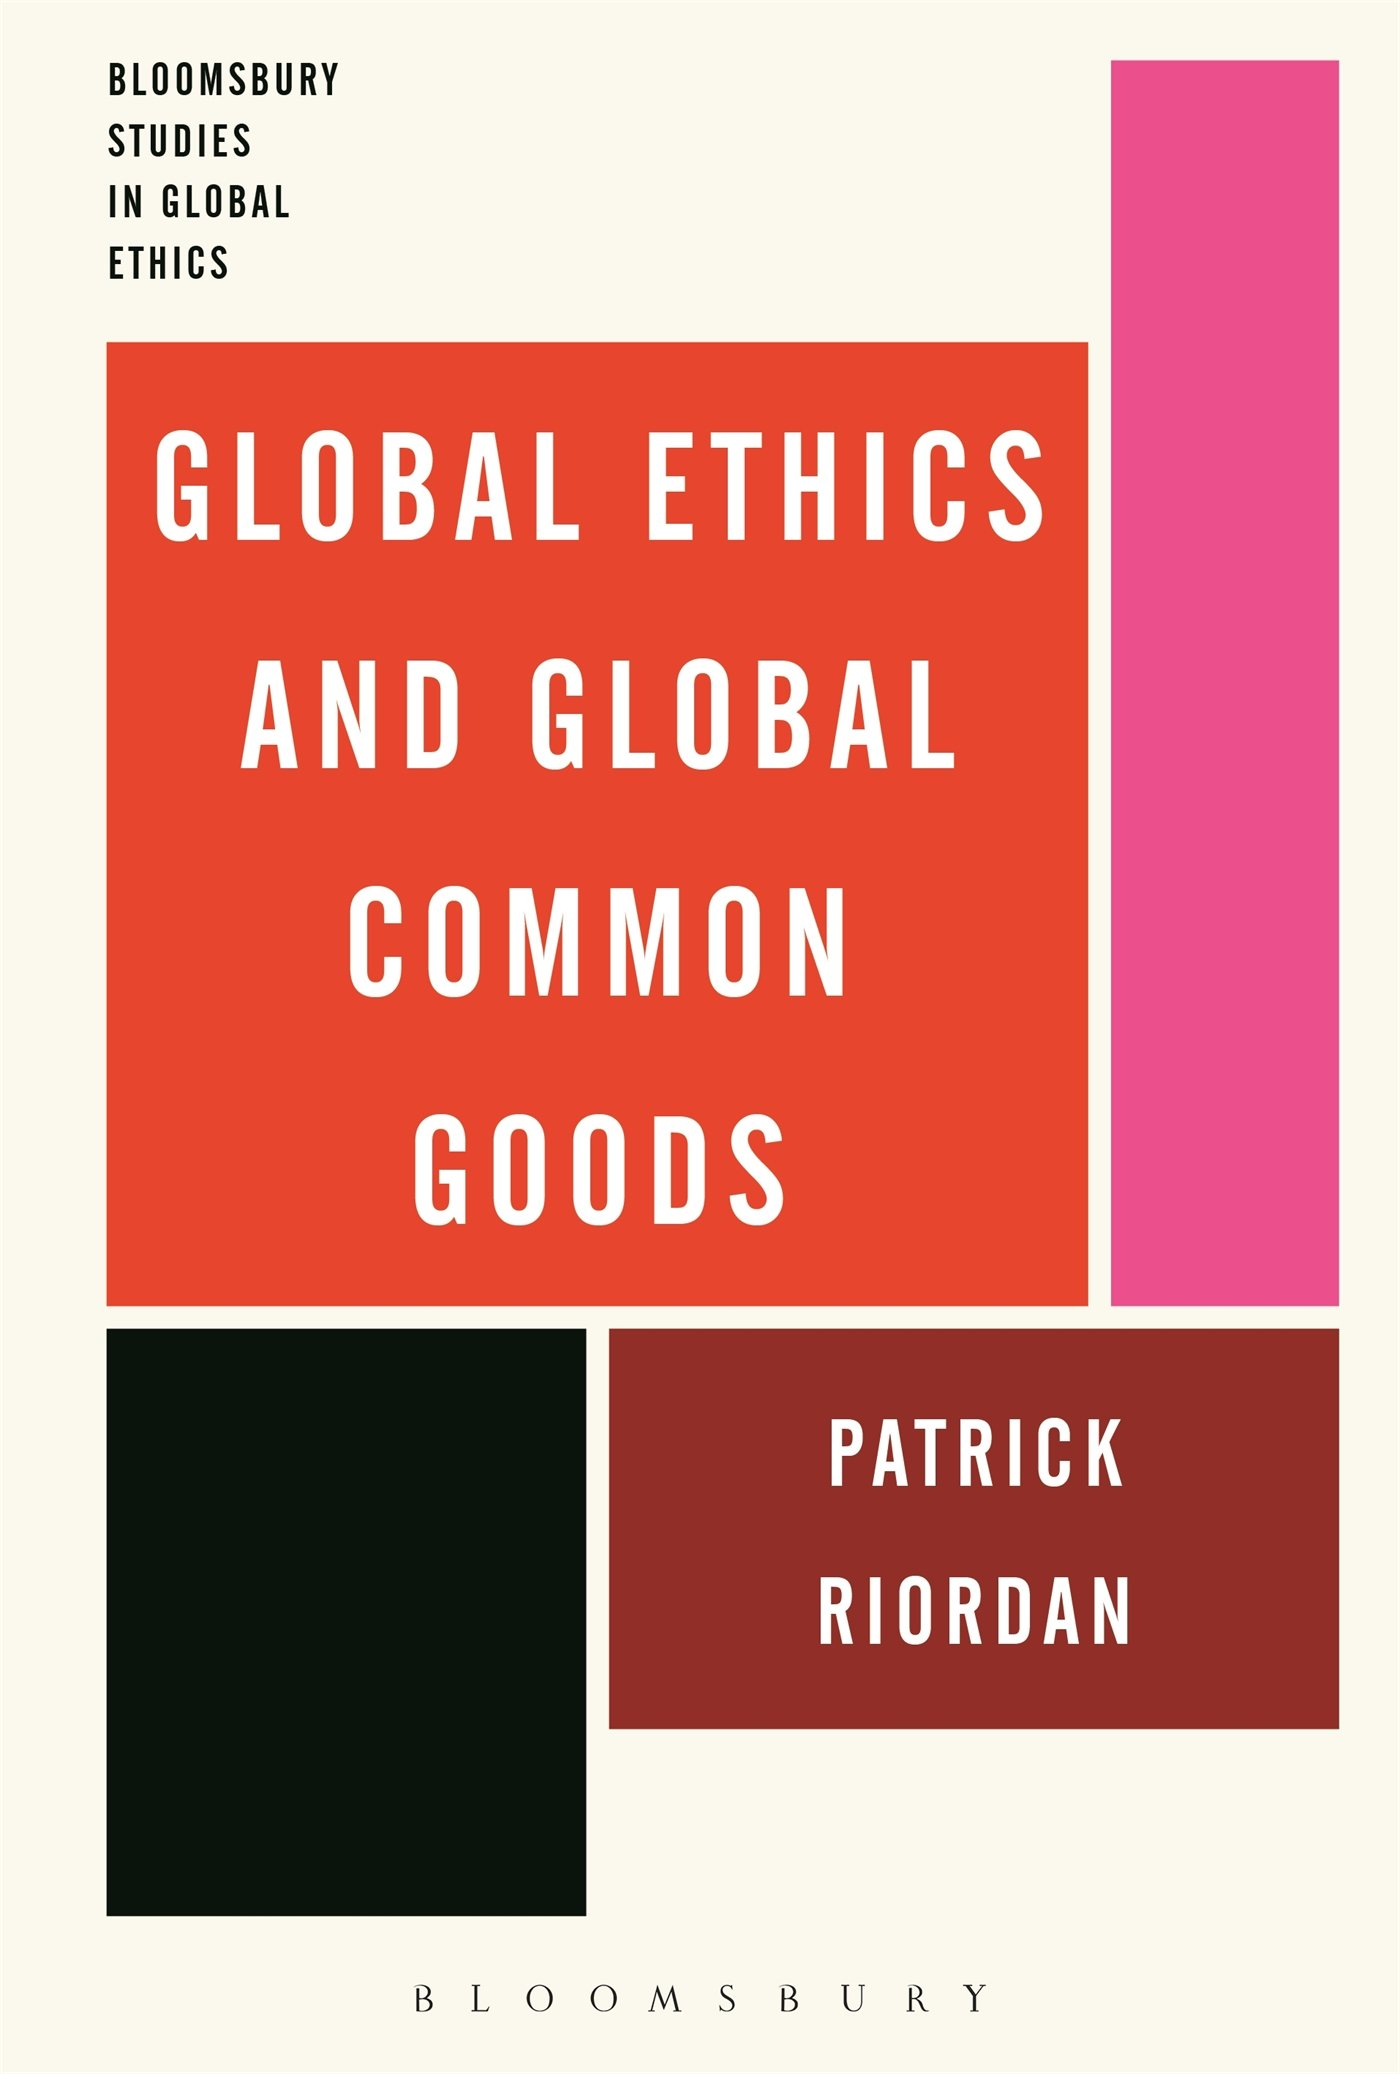 BLOOMSBURY
STUDIES
IN GLOBAL
ETHICS
GLOBAL ETHICS
AND GLOBAL
COMMON
GOODS
PATRICK
RIORDAN
BLOOMSBURY